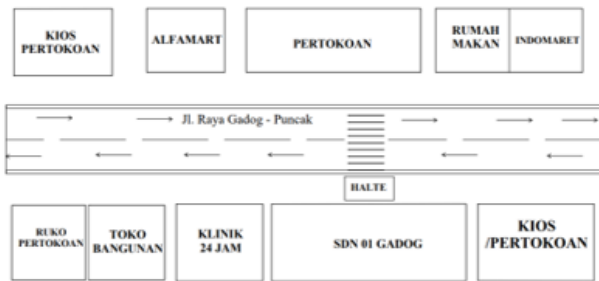 KIOS
PERTOKOAN
ALFAMART
PERTOKOAN
RUMAH
MAKAN
INDOMARET
Jl. Raya Gadog - Puncak
HALTE
RUKO
PERTOKOAN
TOKO
BANGUNAN
KLINIK
24 JAM
SDN 01 GADOG
KIOS
/PERTOKOAN